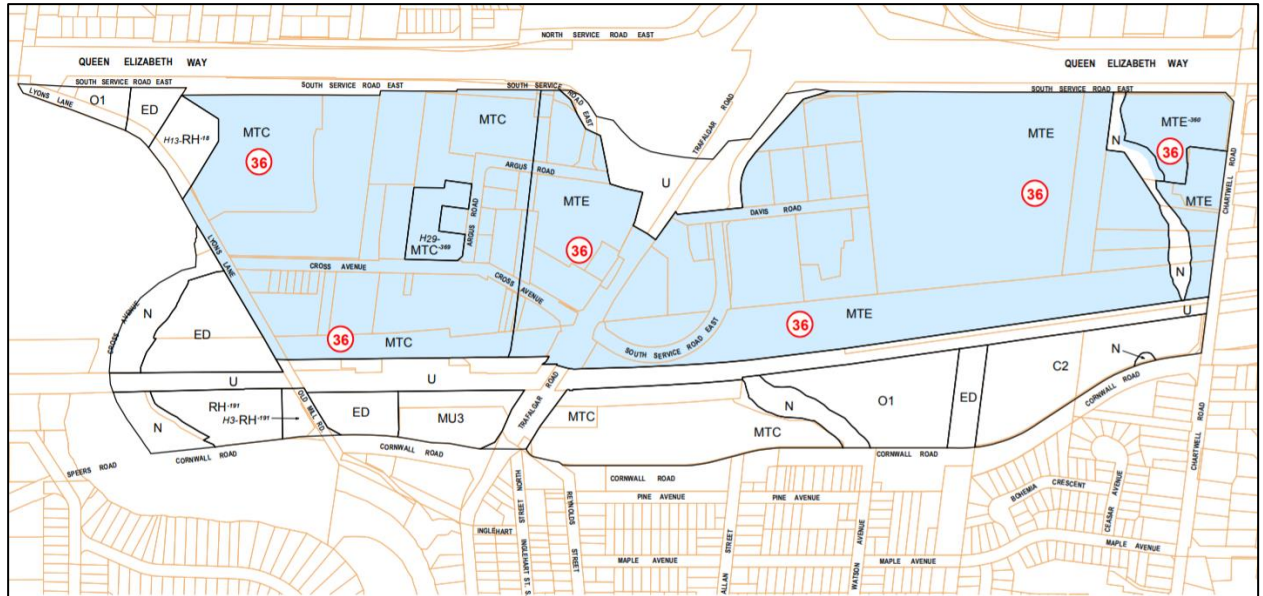 NORTH SERVICE ROAD EAST
QUEEN ELIZABETH WAY
QUEEN ELIZABETH WAY
SOUTH SERVICE ROAD EAST
SOUTH SERVICE ROAD EAST
SOUTH SERVICE ROAD EAST
SOUTH SERVICE ROAD EAST
LYONS LANE
O1
ED
H13-RH-18
MTC
36
MTC
TRAFALGAR ROAD
MTE
36
N
MTE-360
36
MTE
CHARTWELL ROAD
U
ARGUS ROAD
ARGUS ROAD
MTE
36
H29-
MTC-369
DAVIS ROAD
LYONS LANE
CROSS AVENUE
CROSS AVENUE
N
CROSS AVENUE
N
ED
36
MTC
SOUTH SERVICE ROAD EAST
36
MTE
U
U
U
TRAFALGAR ROAD
N
C2
CORNWALL ROAD
RH-191
H3-RH-191
OLD MILL RD.
ED
MU3
MTC
MTC
N
O1
ED
N
SPEERS ROAD
CORNWALL ROAD
CORNWALL ROAD
CORNWALL ROAD
CORNWALL ROAD
CHARTWELL ROAD
INGLEHART
STREET NORTH
INGLEHART ST. S
REYNOLDS STREET
PINE AVENUE
PINE AVENUE
MAPLE AVENUE
MAPLE AVENUE
ALLAN STREET
WATSON AVENUE
BOHEMIA CRESCENT
CEASAR AVENUE